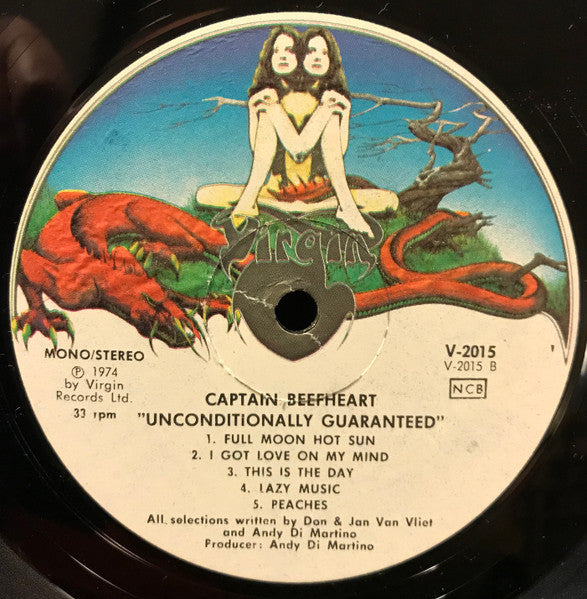 Virgin
MONO/STEREO
Ⓟ 1974
by Virgin
Records Ltd.
33 rpm
V-2015
V-2015 B
NCB
CAPTAIN BEEFHEART
"UNCONDITIONALLY GUARANTEED"
1. FULL MOON HOT SUN
2. I GOT LOVE ON MY MIND
3. THIS IS THE DAY
4. LAZY MUSIC
5. PEACHES
All selections written by Don & Jan Van Vliet
and Andy Di Martino
Producer: Andy Di Martino